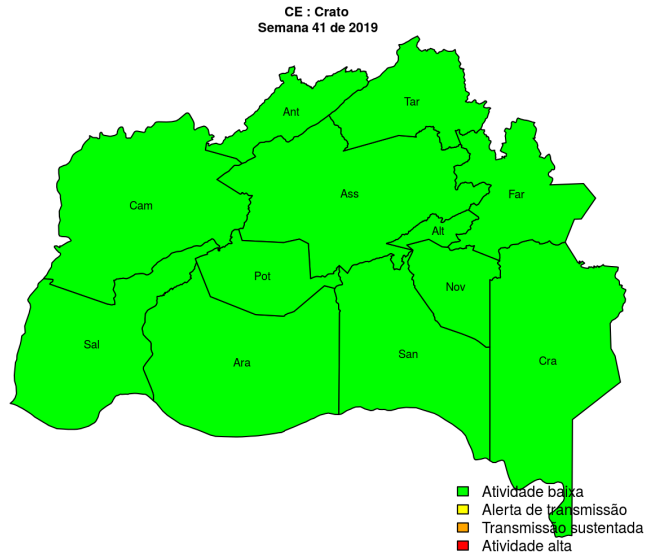 CE : Crato
Semana 41 de 2019
Tar
Ant
Ass
Far
Cam
Alt
Pot
Nov
Sal
San
Ara
Cra
Atividade baixa
Alerta de transmissão
Transmissão sustentada
Atividade alta